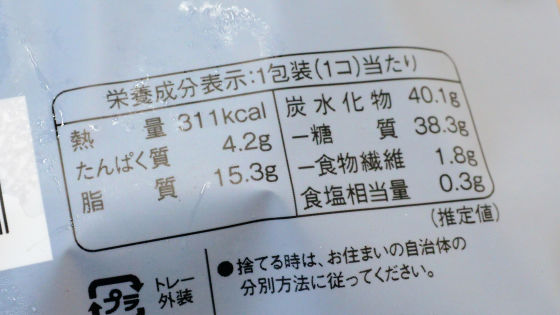 栄養成分表示:1包装(1コ)当たり
熱量 311kcal
たんぱく質 4.2g
脂質 15.3g
炭水化物 40.1g
−糖質 38.3g
−食物繊維 1.8g
食塩相当量 0.3g
(推定値)
プラ
トレー
外装
●捨てる時は、お住まいの自治体の
分別方法に従ってください。